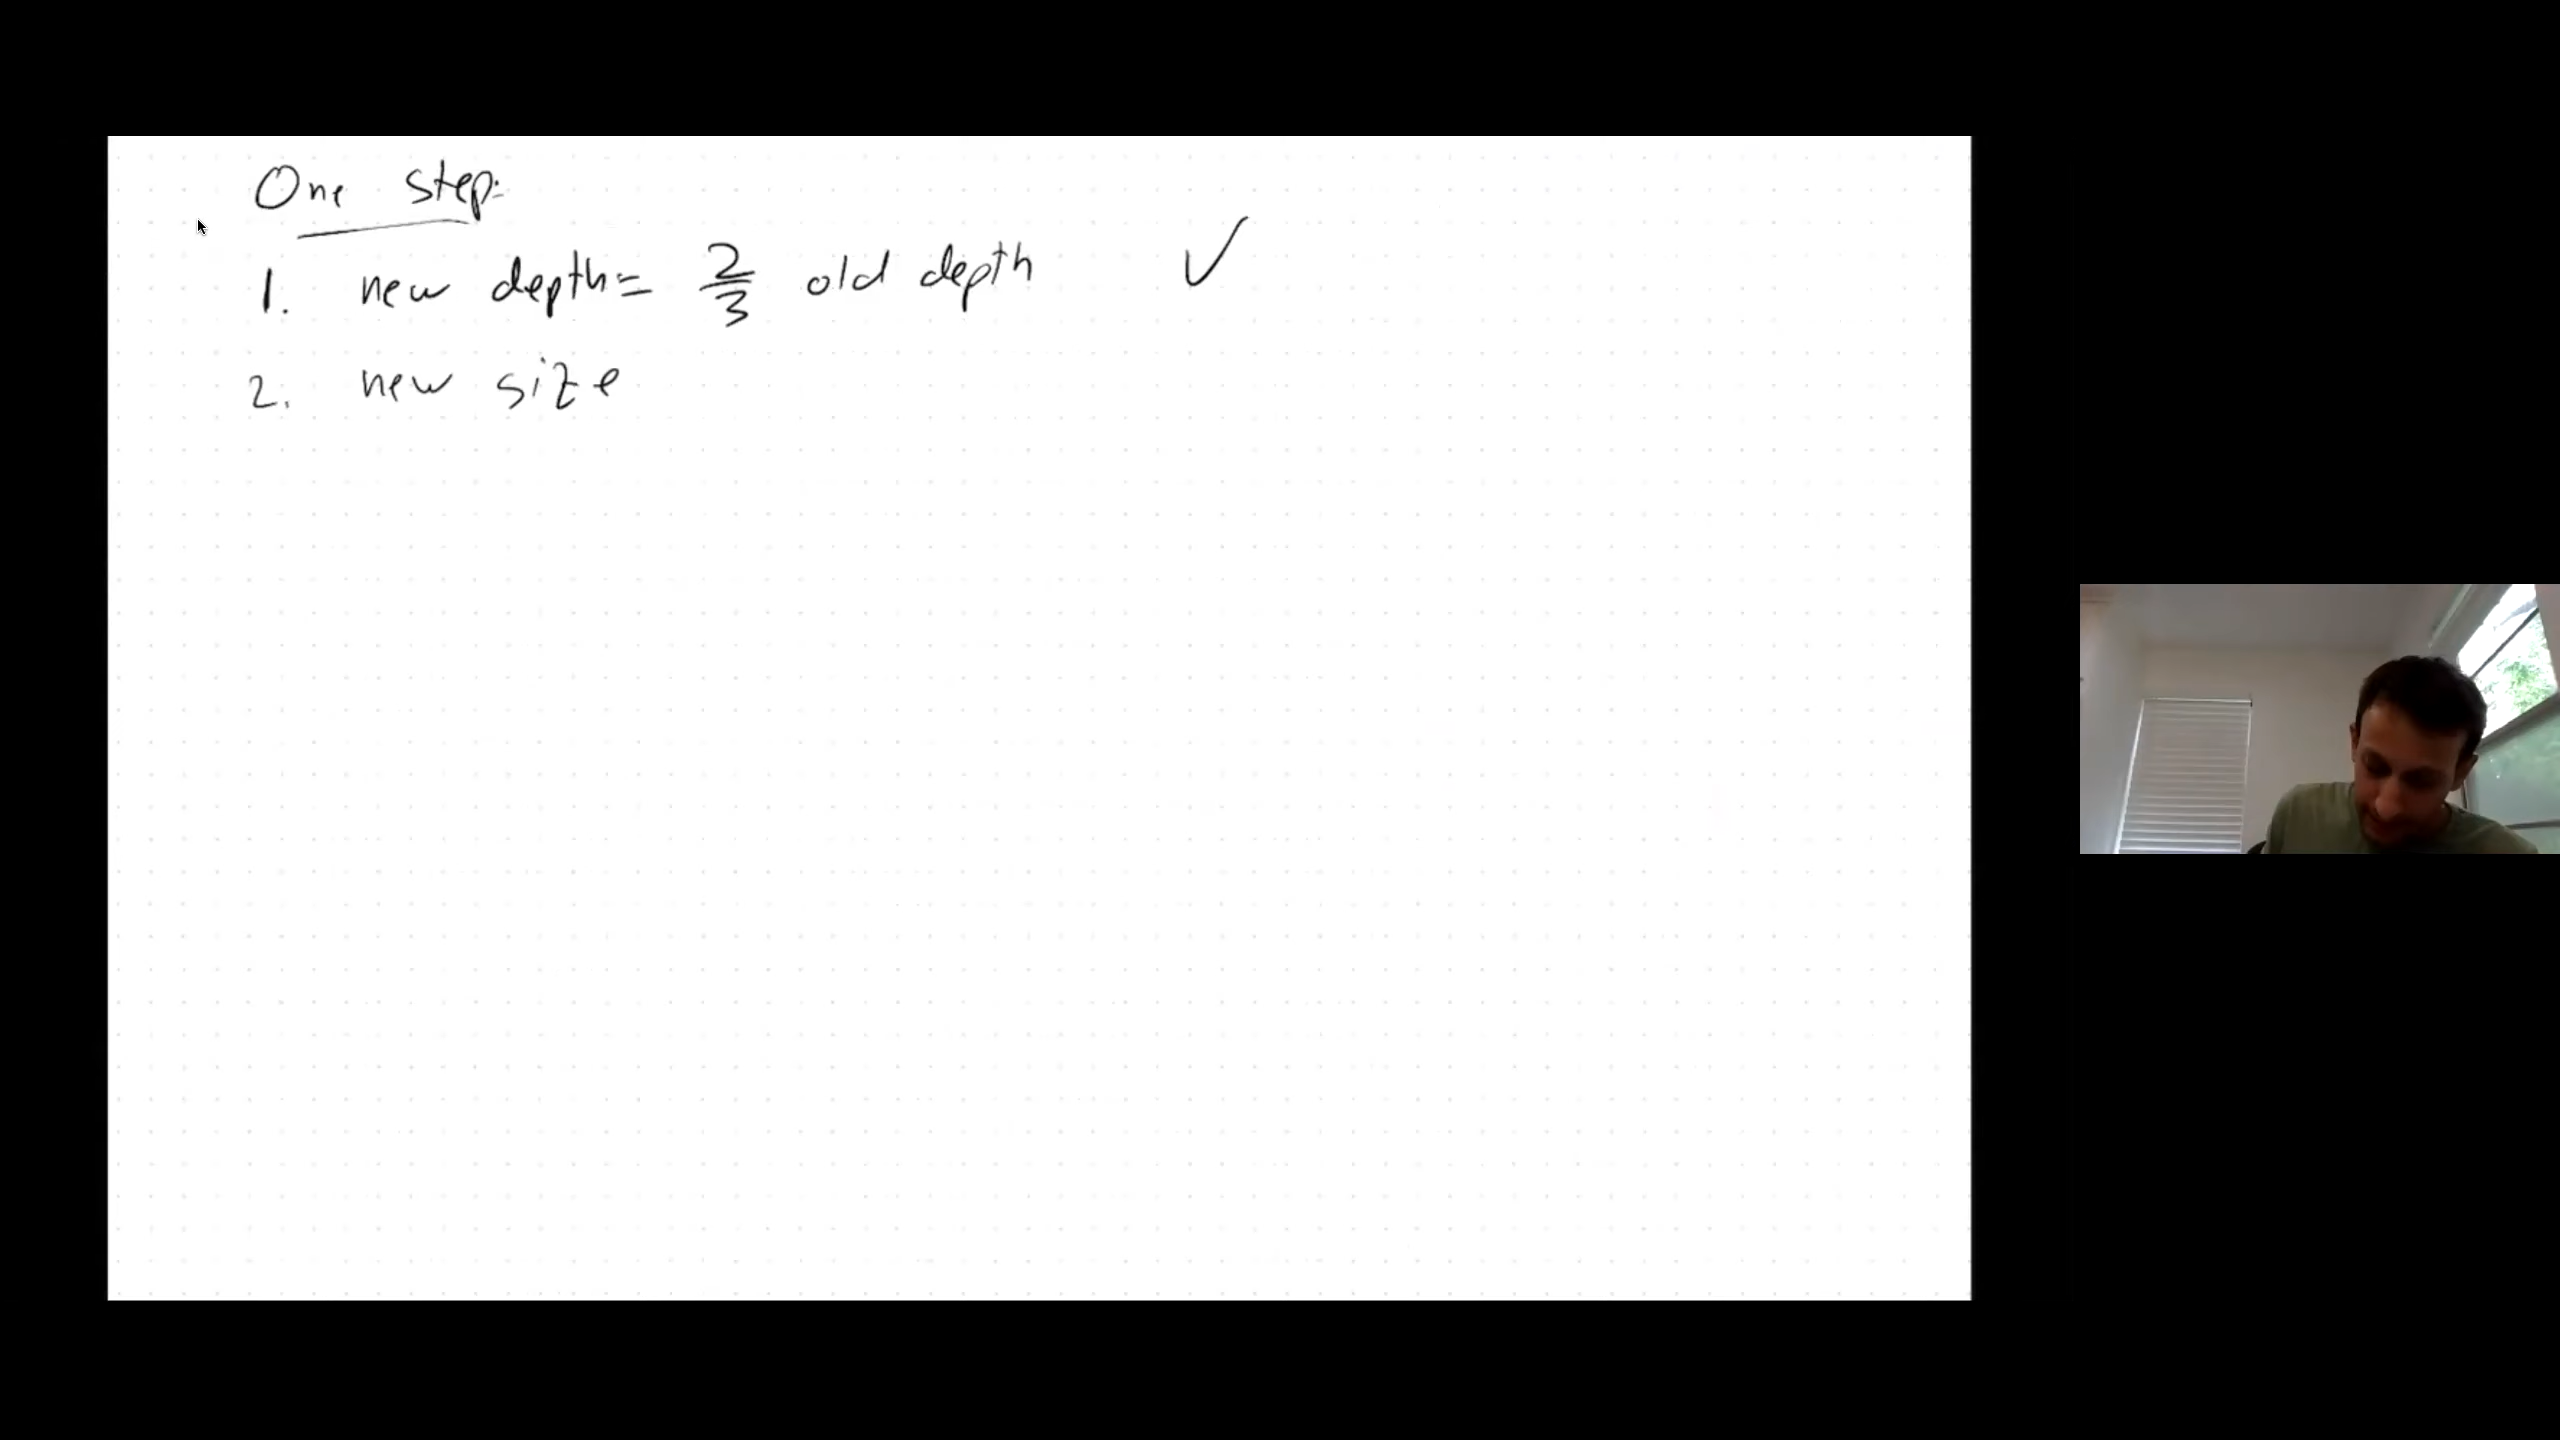 One step:
1. new depth = 2/3 old depth ✓
2. new size